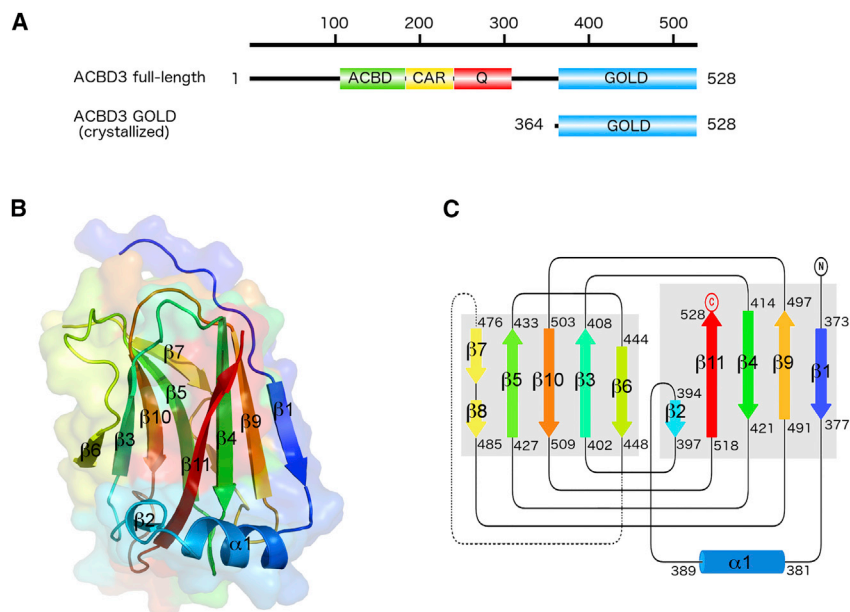 A
100 200 300 400 500
ACBD3 full-length 1 ACBD CAR Q GOLD 528
ACBD3 GOLD 364 GOLD 528
(crystallized)
B
β7
β5
β10
β1
β9
β3
β4
β6
β11
β2
α1
C
N
C
476 433 503 408 528 414 497 373
444
β7 β5 β10 β3 β6 β11 β4 β9 β1
394
β8 β2
485 427 509 402 448 397 518 421 491 377
α1
389 381